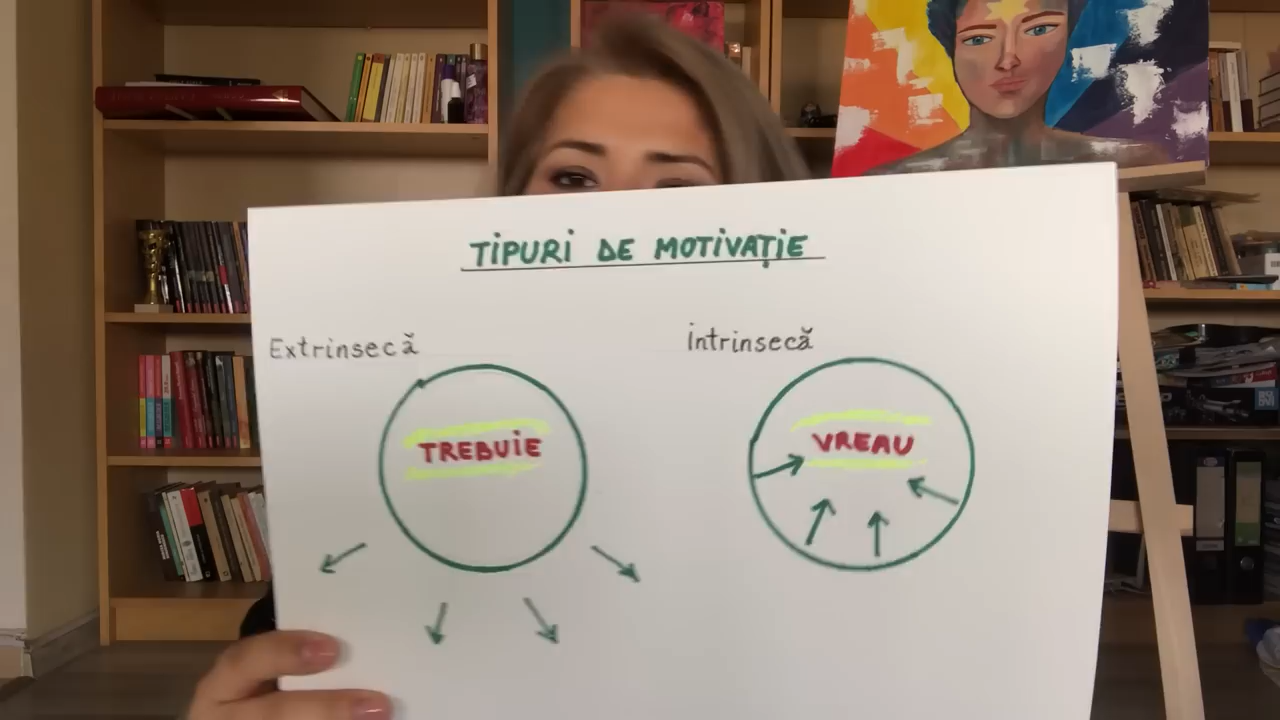 TIPURI DE MOTIVAȚIE
Extrinsecă
Intrinsecă
TREBUIE
VREAU